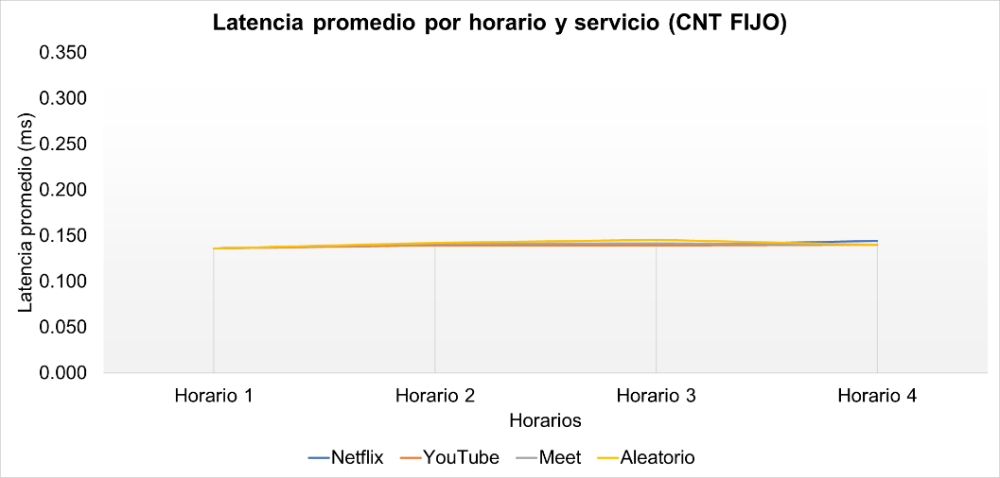 Latencia promedio por horario y servicio (CNT FIJO)
Latencia promedio (ms)
0.350
0.300
0.250
0.200
0.150
0.100
0.050
0.000
Horario 1 Horario 2 Horario 3 Horario 4
Horarios
Netflix YouTube Meet Aleatorio